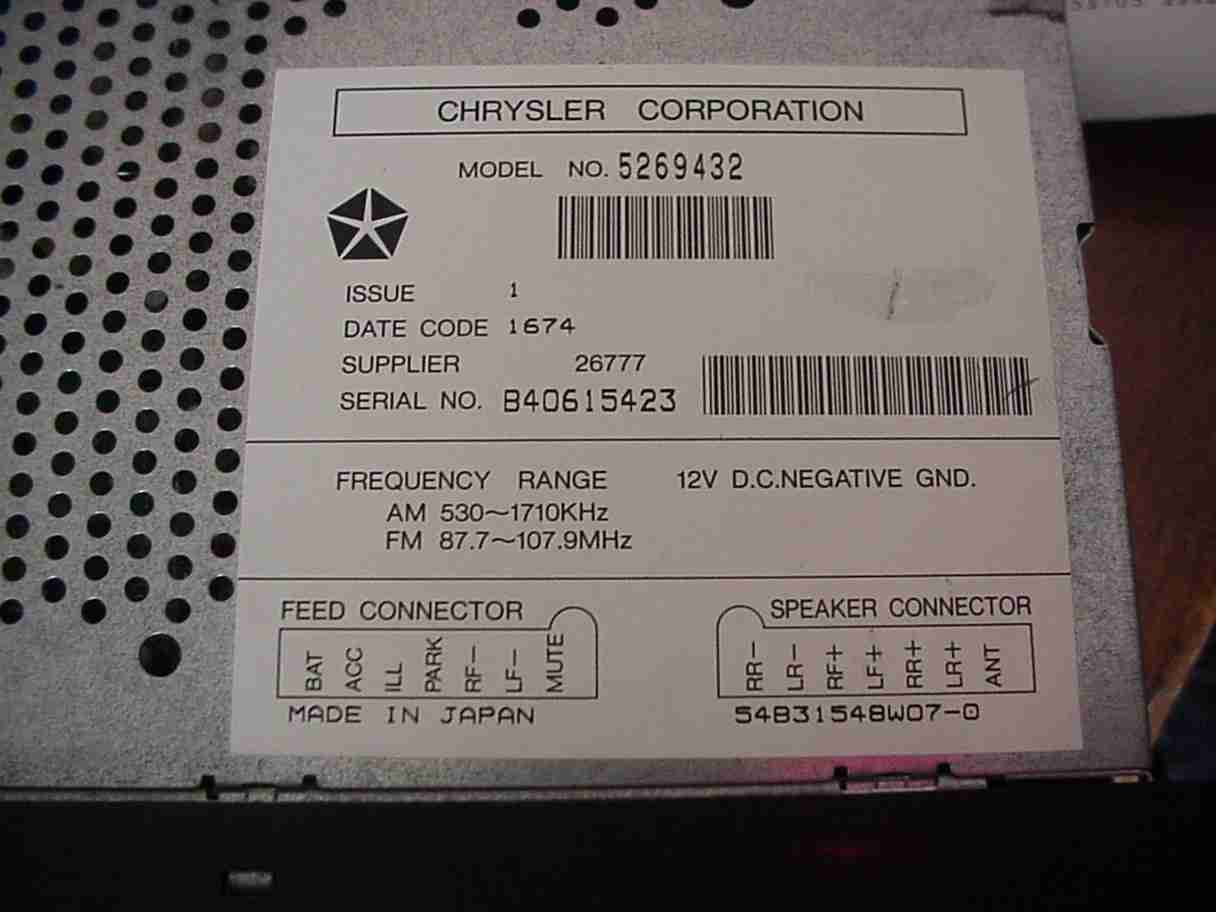 CHRYSLER CORPORATION
MODEL NO. 5269432
ISSUE 1
DATE CODE 1674
SUPPLIER 26777
SERIAL NO. B40615423
FREQUENCY RANGE 12V D.C.NEGATIVE GND.
AM 530~1710KHz
FM 87.7~107.9MHz
FEED CONNECTOR
BAT ACC ILL PARK RF- LF- MUTE
MADE IN JAPAN
SPEAKER CONNECTOR
RR- LR- RF+ LF+ RR+ LR+ ANT
54B31548W07-0